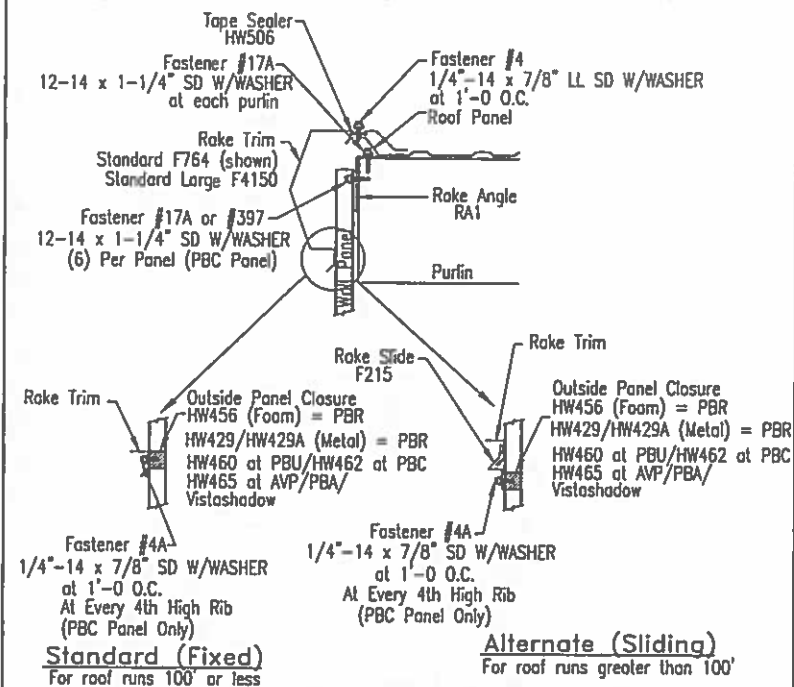 Tape Sealer
HW506
Fastener #17A
12-14 x 1-1/4" SD W/WASHER
at each purlin
Fastener #4
1/4"-14 x 7/8" LL SD W/WASHER
at 1'-0 O.C.
Roof Panel
Rake Trim
Standard F764 (shown)
Standard Large F4150
Rake Angle
RA1
Fastener #17A or #397
12-14 x 1-1/4" SD W/WASHER
(6) Per Panel (PBC Panel)
Wall Panel
Purlin
Rake Slide
F215
Rake Trim
Rake Trim
Outside Panel Closure
HW456 (Foam) = PBR
HW429/HW429A (Metal) = PBR
HW460 at PBU/HW462 at PBC
HW465 at AVP/PBA/
Vistashadow
Outside Panel Closure
HW456 (Foam) = PBR
HW429/HW429A (Metal) = PBR
HW460 at PBU/HW462 at PBC
HW465 at AVP/PBA/
Vistashadow
Fastener #4A
1/4"-14 x 7/8" SD W/WASHER
at 1'-0 O.C.
At Every 4th High Rib
(PBC Panel Only)
Fastener #4A
1/4"-14 x 7/8" SD W/WASHER
at 1'-0 O.C.
At Every 4th High Rib
(PBC Panel Only)
Standard (Fixed)
For roof runs 100' or less
Alternate (Sliding)
For roof runs greater than 100'